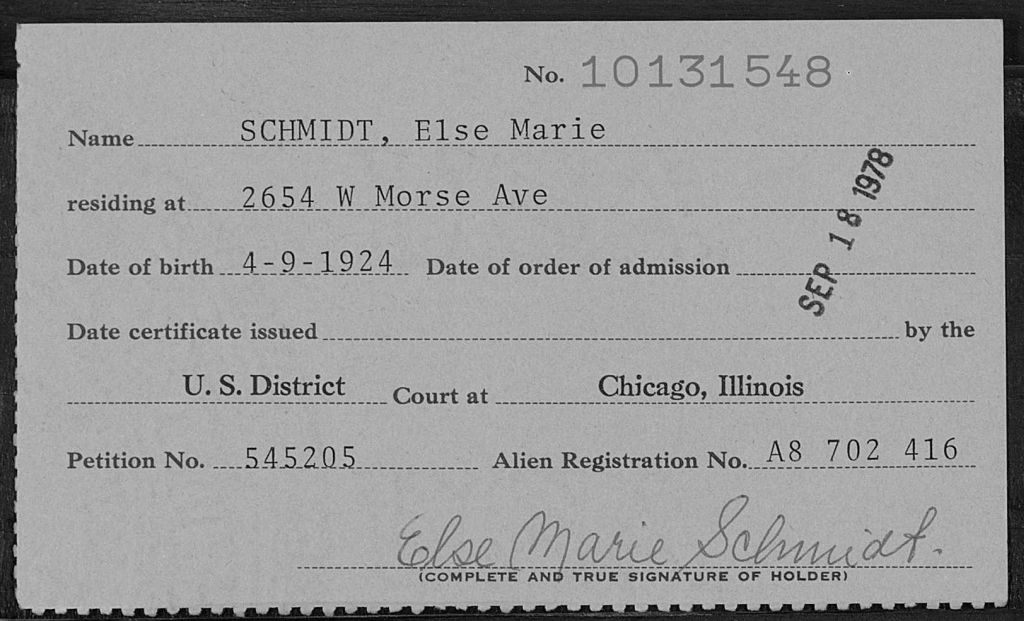 No. 10131548
Name SCHMIDT, Else Marie
residing at 2654 W Morse Ave
Date of birth 4-9-1924 Date of order of admission SEP 18 1978
Date certificate issued by the
U. S. District Court at Chicago, Illinois
Petition No. 545205 Alien Registration No. A8 702 416
Else Marie Schmidt.
(COMPLETE AND TRUE SIGNATURE OF HOLDER)